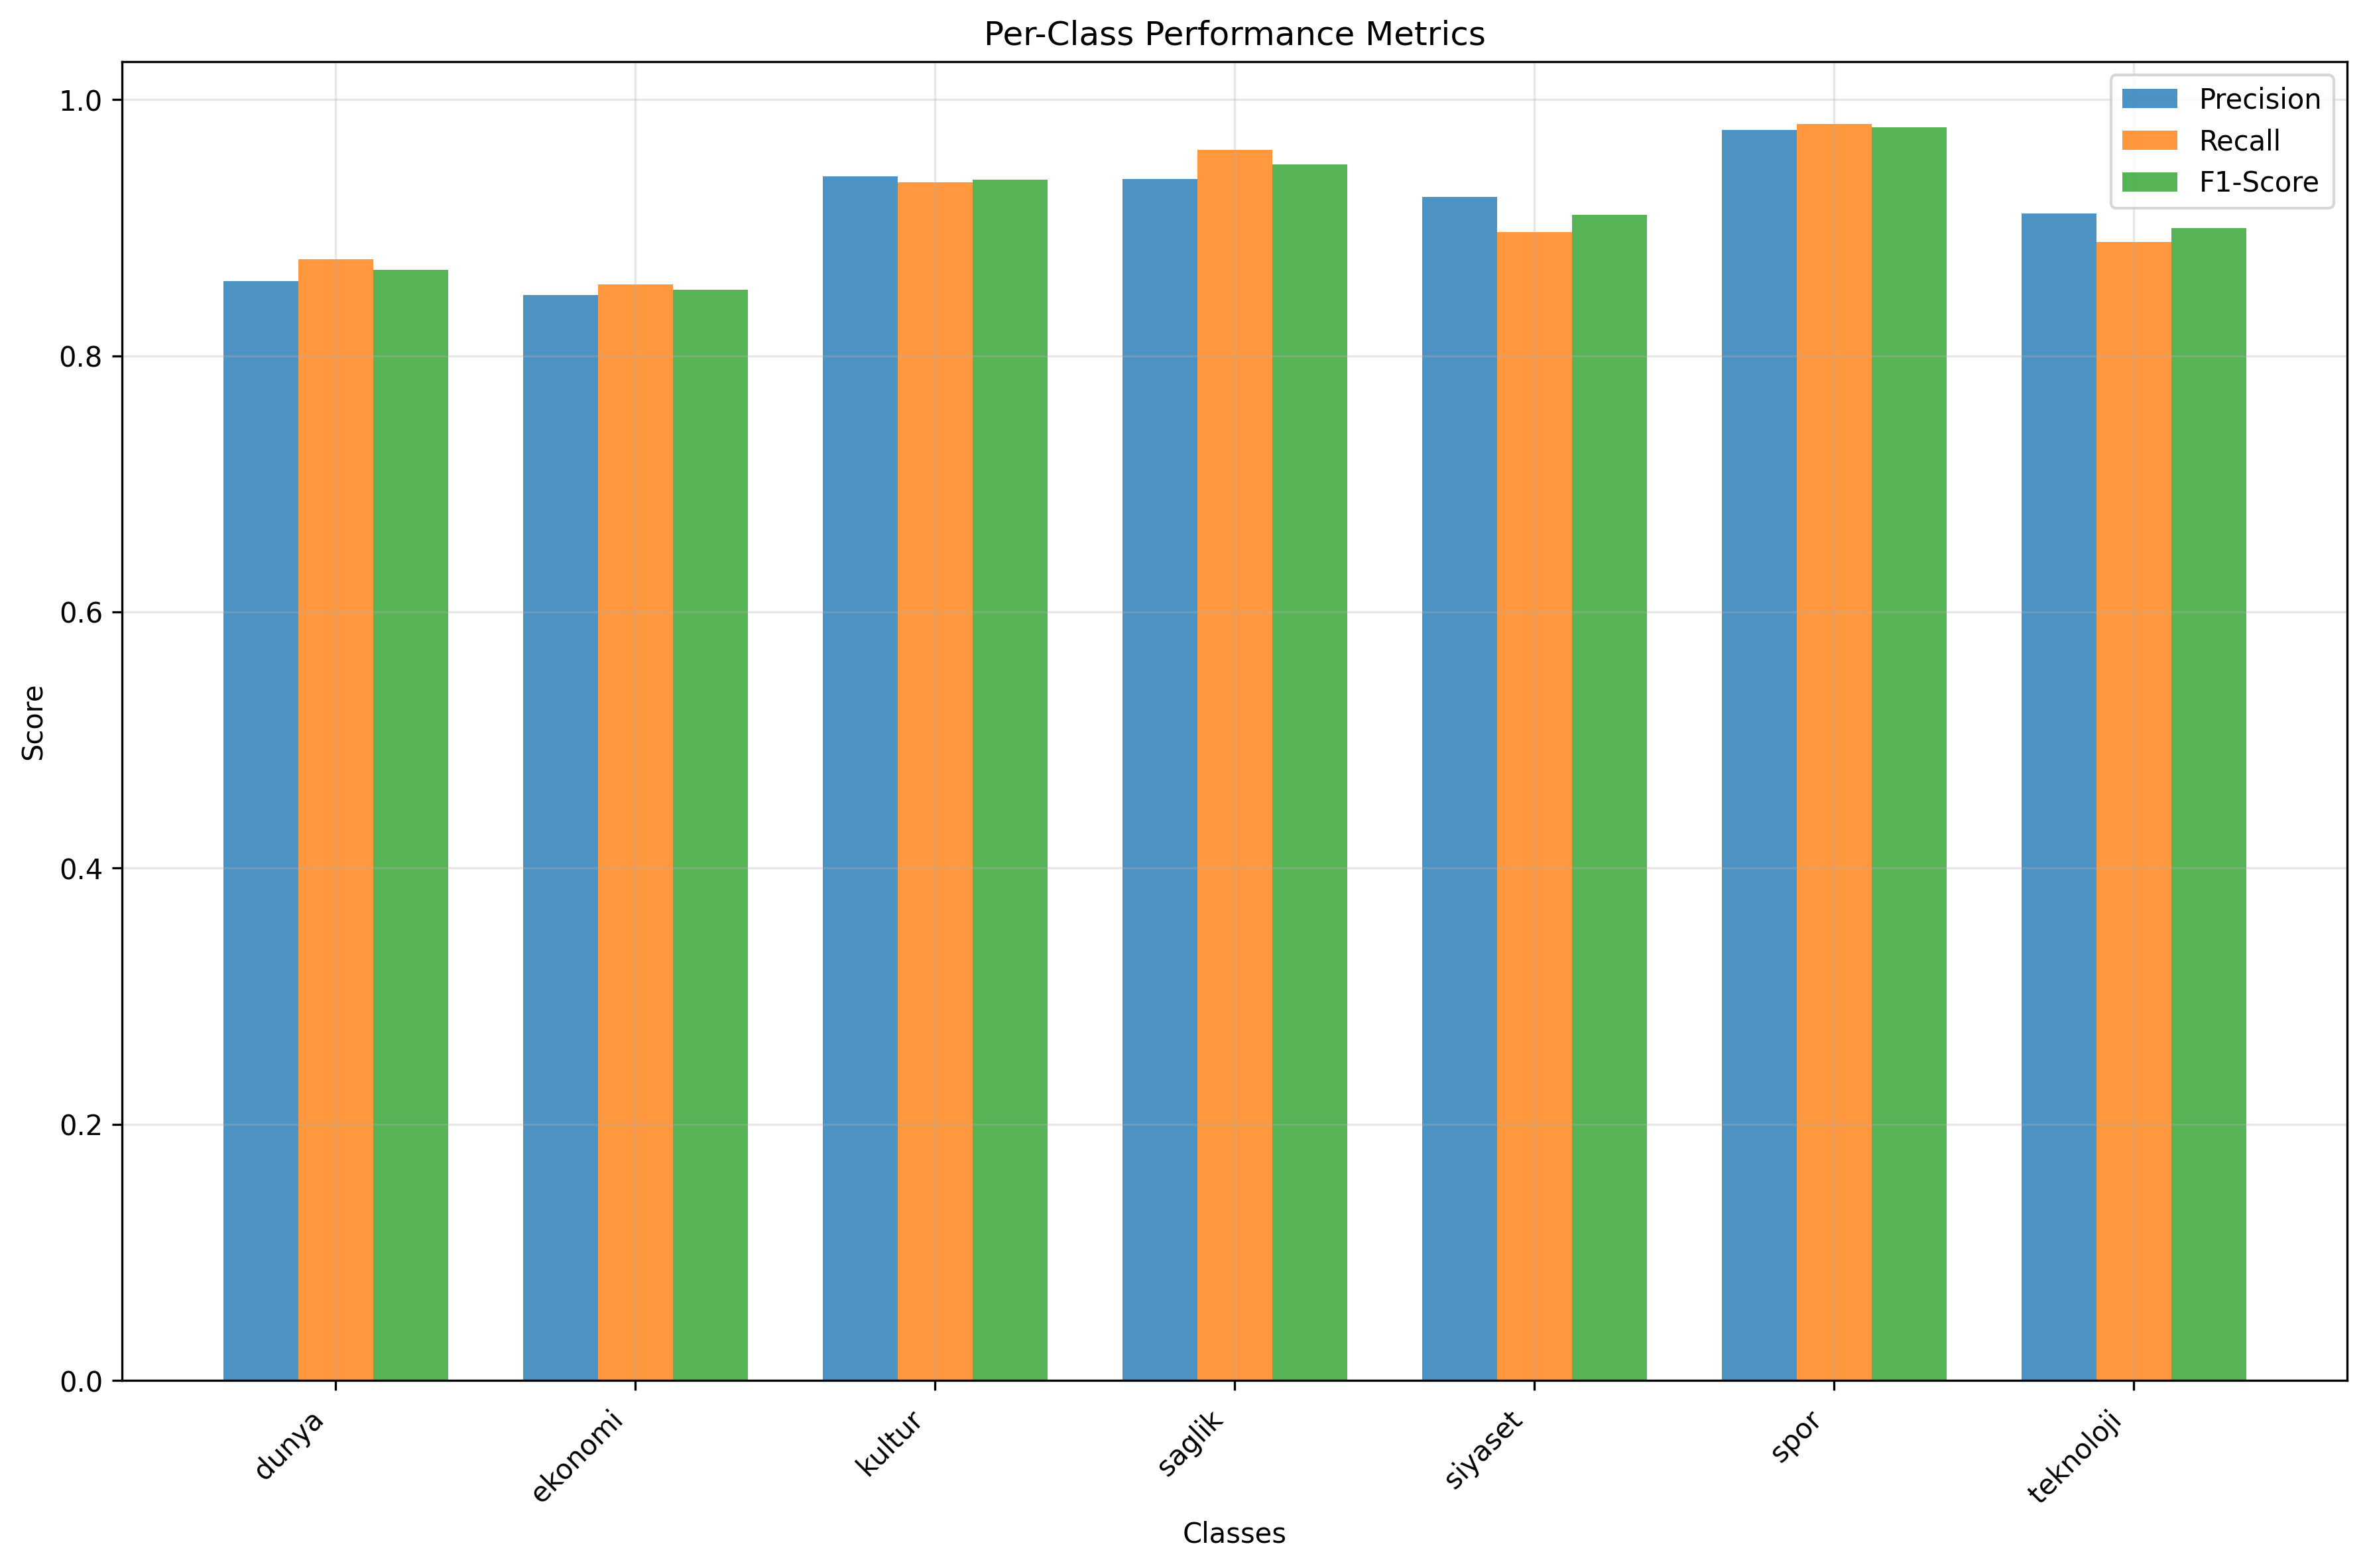 Per-Class Performance Metrics
Precision
Recall
F1-Score
1.0
0.8
0.6
0.4
0.2
0.0
Score
dunya
ekonomi
kultur
saglik
siyaset
spor
teknoloji
Classes